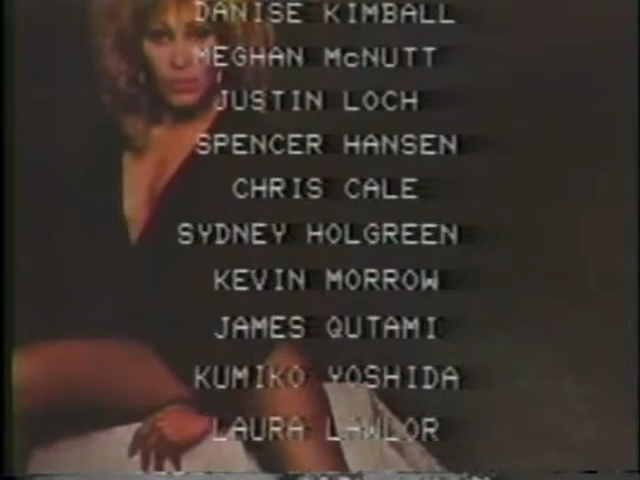 DANISE KIMBALL
MEGHAN McNUTT
JUSTIN LOCH
SPENCER HANSEN
CHRIS CALE
SYDNEY HOLGREEN
KEVIN MORROW
JAMES QUTAMI
KUMIKO YOSHIDA
LAURA LAWLOR